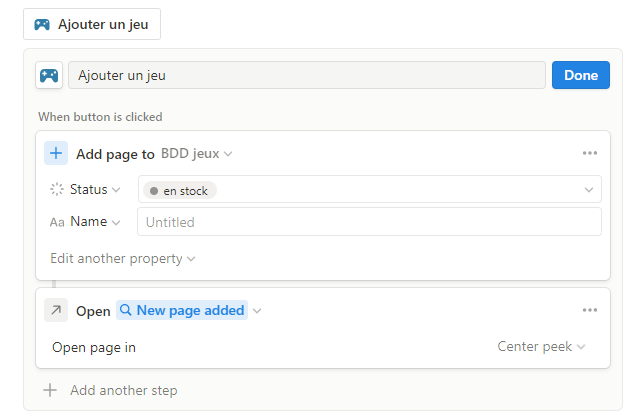 Ajouter un jeu
Ajouter un jeu Done
When button is clicked
Add page to BDD jeux
Status en stock
Aa Name Untitled
Edit another property
Open New page added
Open page in Center peek
Add another step